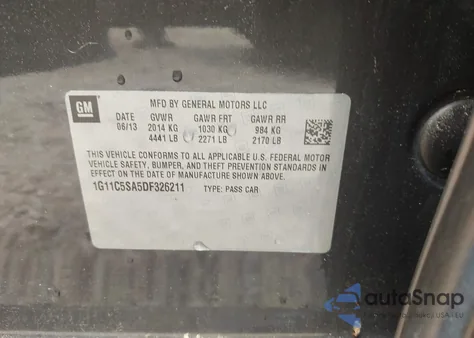 GM
MFD BY GENERAL MOTORS LLC
DATE GVWR GAWR FRT GAWR RR
06/13 2014 KG 1030 KG 984 KG
4441 LB 2271 LB 2170 LB
THIS VEHICLE CONFORMS TO ALL APPLICABLE U.S. FEDERAL MOTOR
VEHICLE SAFETY, BUMPER, AND THEFT PREVENTION STANDARDS
IN EFFECT ON THE DATE OF MANUFACTURE SHOWN ABOVE.
1G11C5SA5DF326211 TYPE: PASS CAR
autoSnap